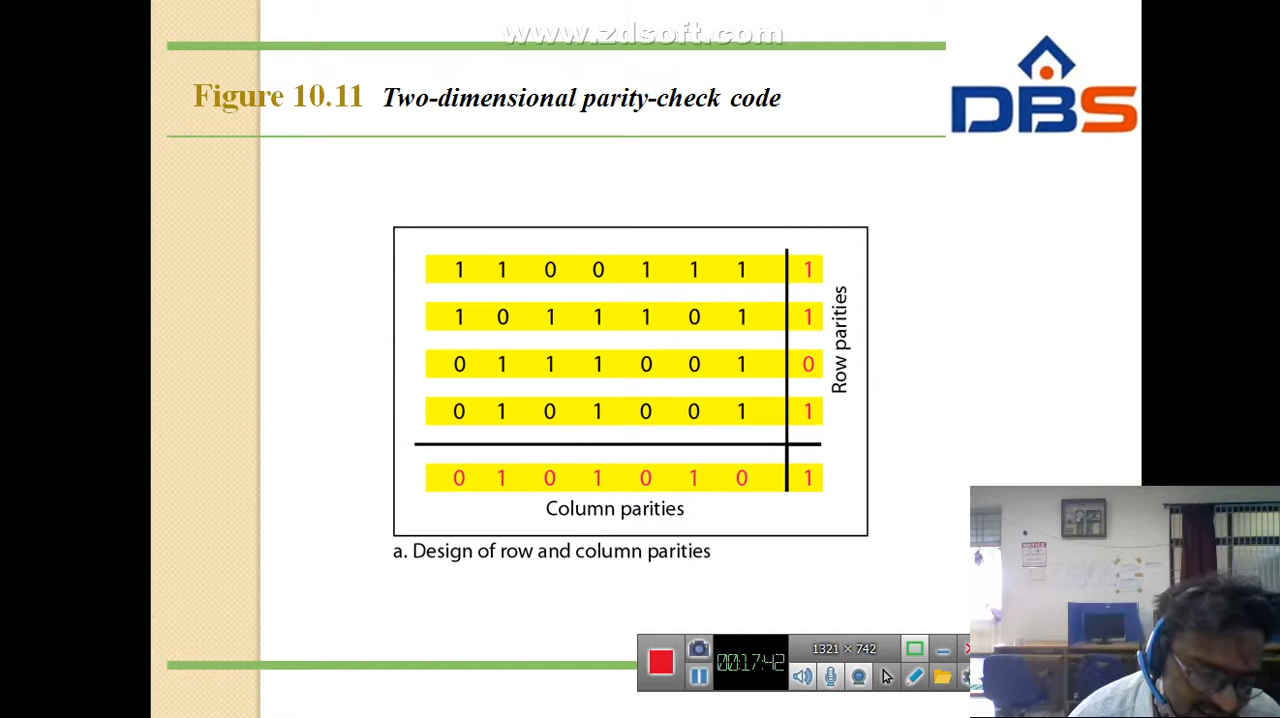 www.zdsoft.com
Figure 10.11 Two-dimensional parity-check code
DBS
1 1 0 0 1 1 1 1
1 0 1 1 1 0 1 1
0 1 1 1 0 0 1 0
0 1 0 1 0 0 1 1
Row parities
0 1 0 1 0 1 0 1
Column parities
a. Design of row and column parities
1321 × 742
00:17:42